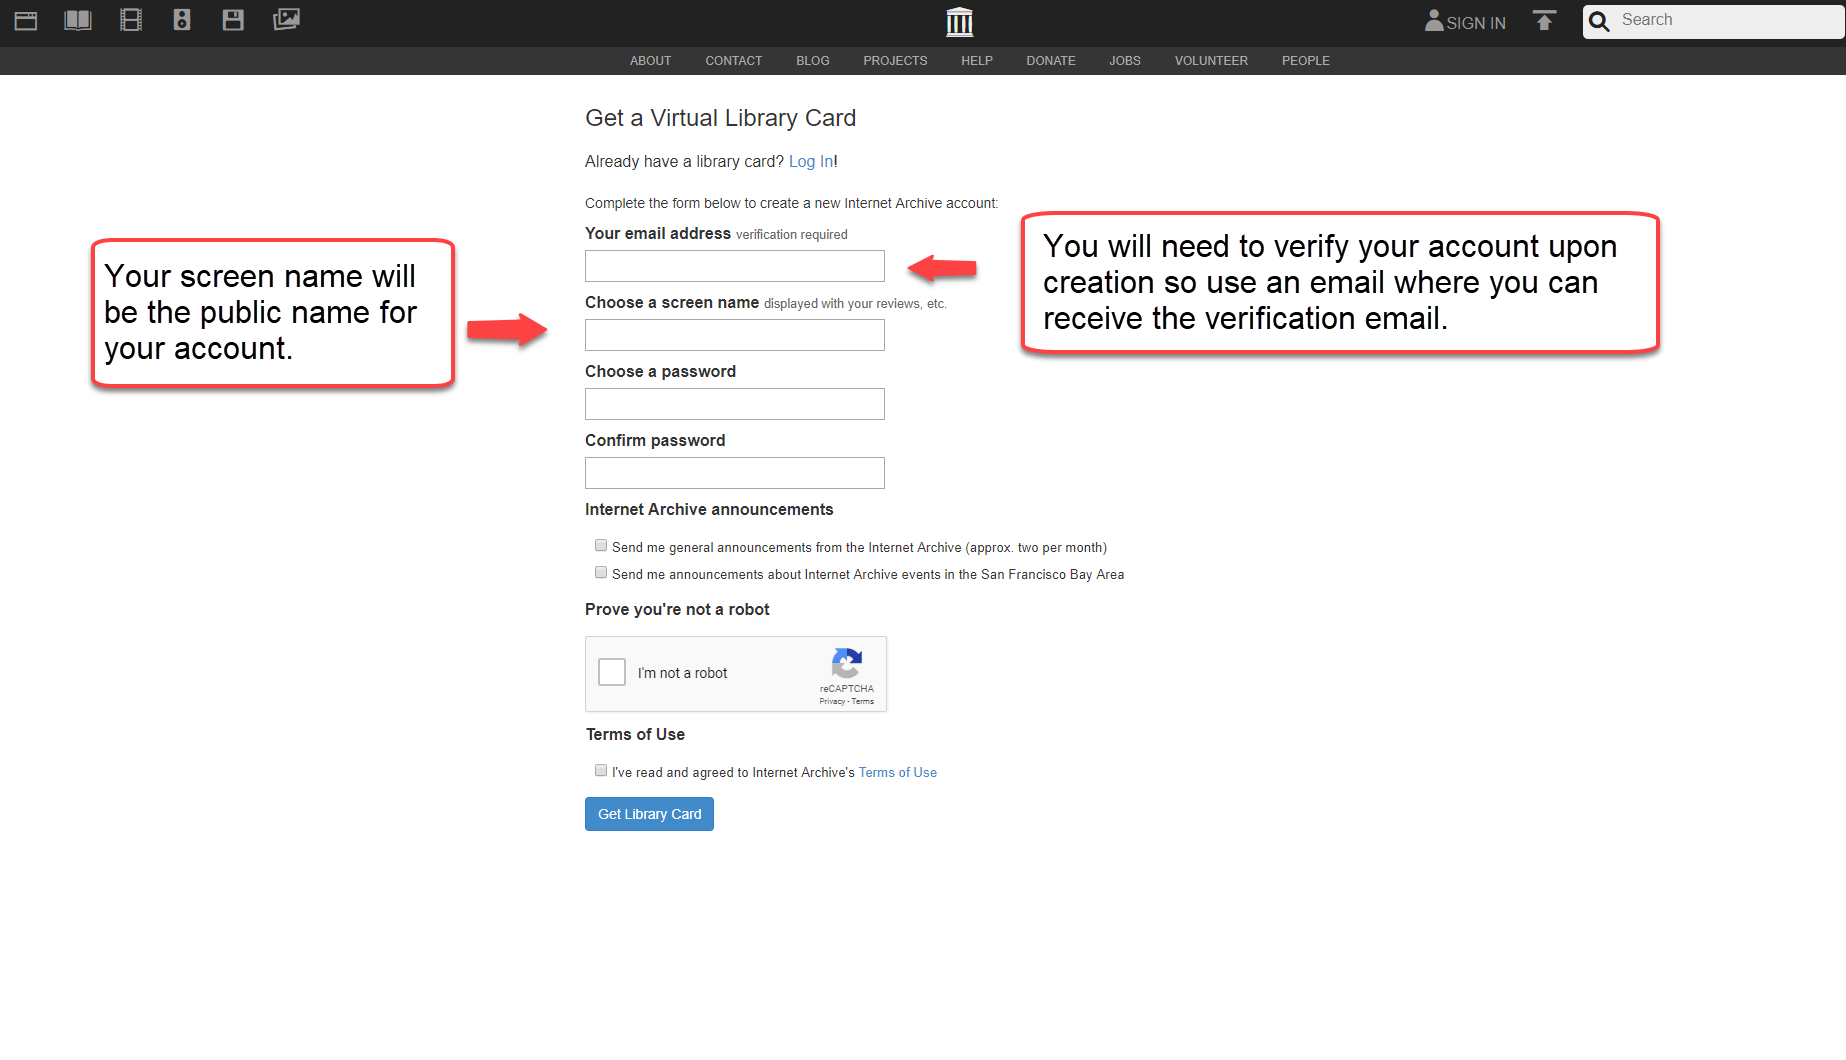 SIGN IN
Search
ABOUT CONTACT BLOG PROJECTS HELP DONATE JOBS VOLUNTEER PEOPLE
Get a Virtual Library Card
Already have a library card? Log In!
Complete the form below to create a new Internet Archive account:
Your email address verification required
You will need to verify your account upon
creation so use an email where you can
receive the verification email.
Your screen name will
be the public name for
your account.
Choose a screen name displayed with your reviews, etc.
Choose a password
Confirm password
Internet Archive announcements
Send me general announcements from the Internet Archive (approx. two per month)
Send me announcements about Internet Archive events in the San Francisco Bay Area
Prove you're not a robot
I'm not a robot
reCAPTCHA
Privacy - Terms
Terms of Use
I've read and agreed to Internet Archive's Terms of Use
Get Library Card